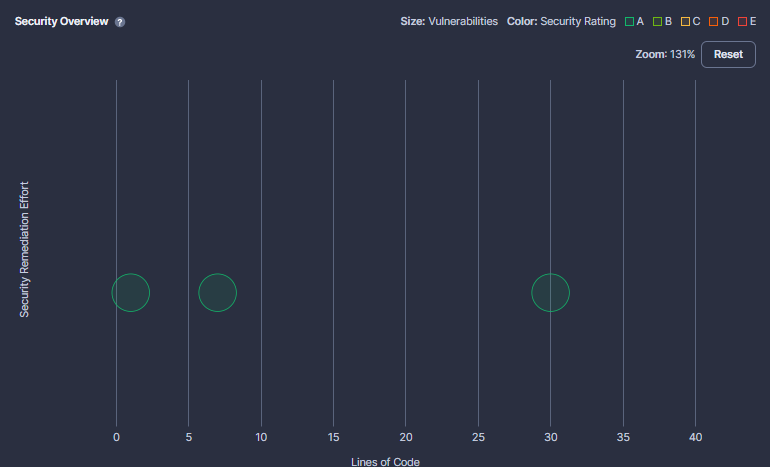 Security Overview ? Size: Vulnerabilities Color: Security Rating A B C D E
Zoom: 131% Reset
Security Remediation Effort
0 5 10 15 20 25 30 35 40
Lines of Code